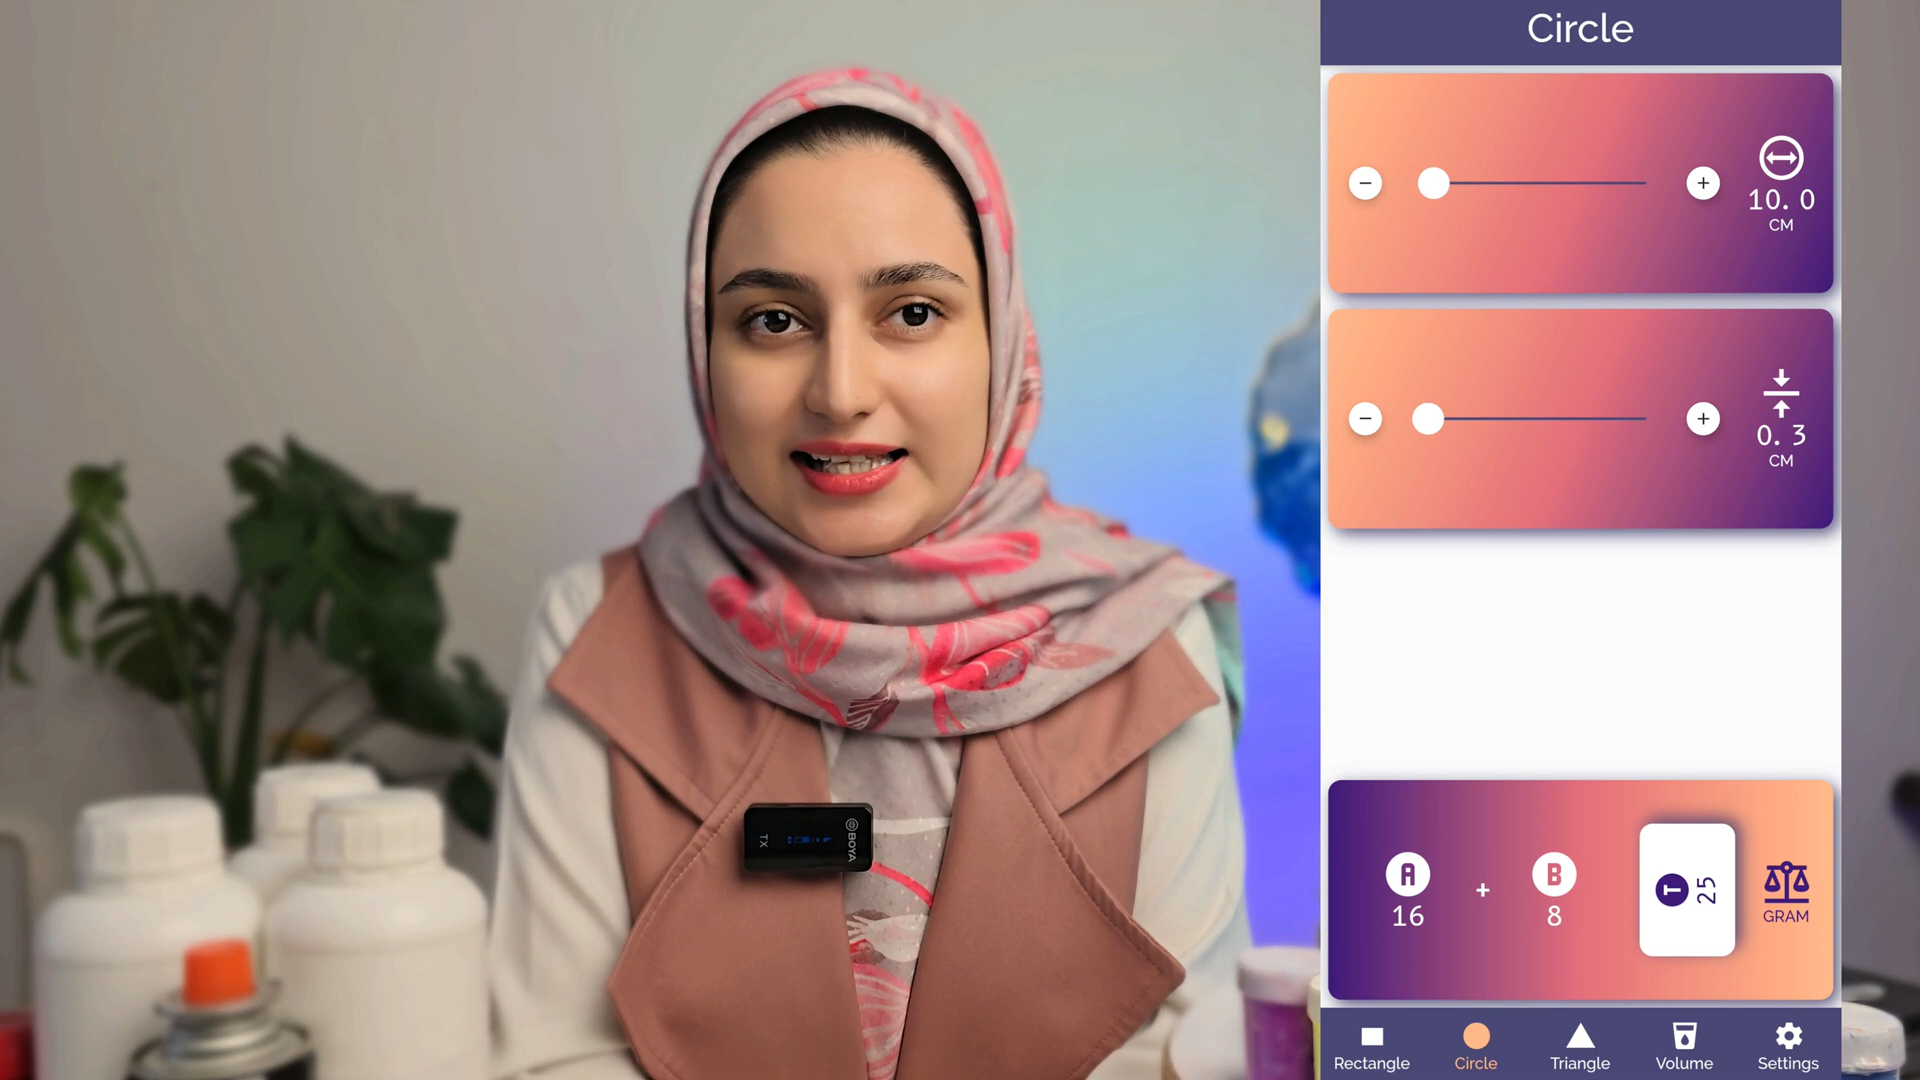 Circle
10.0
CM
0.3
CM
A
+
B
T
25
16
8
GRAM
Rectangle
Circle
Triangle
Volume
Settings
BOYA
TX